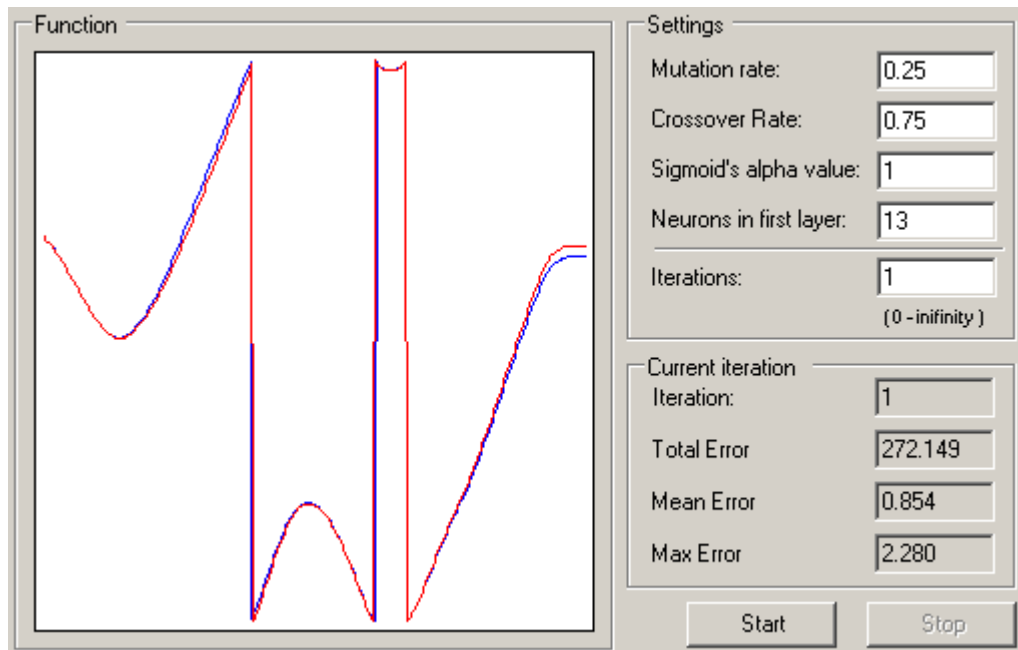 Function
Settings
Mutation rate: 0.25
Crossover Rate: 0.75
Sigmoid's alpha value: 1
Neurons in first layer: 13
Iterations: 1
( 0 - inifinity )
Current iteration
Iteration: 1
Total Error 272.149
Mean Error 0.854
Max Error 2.280
Start Stop